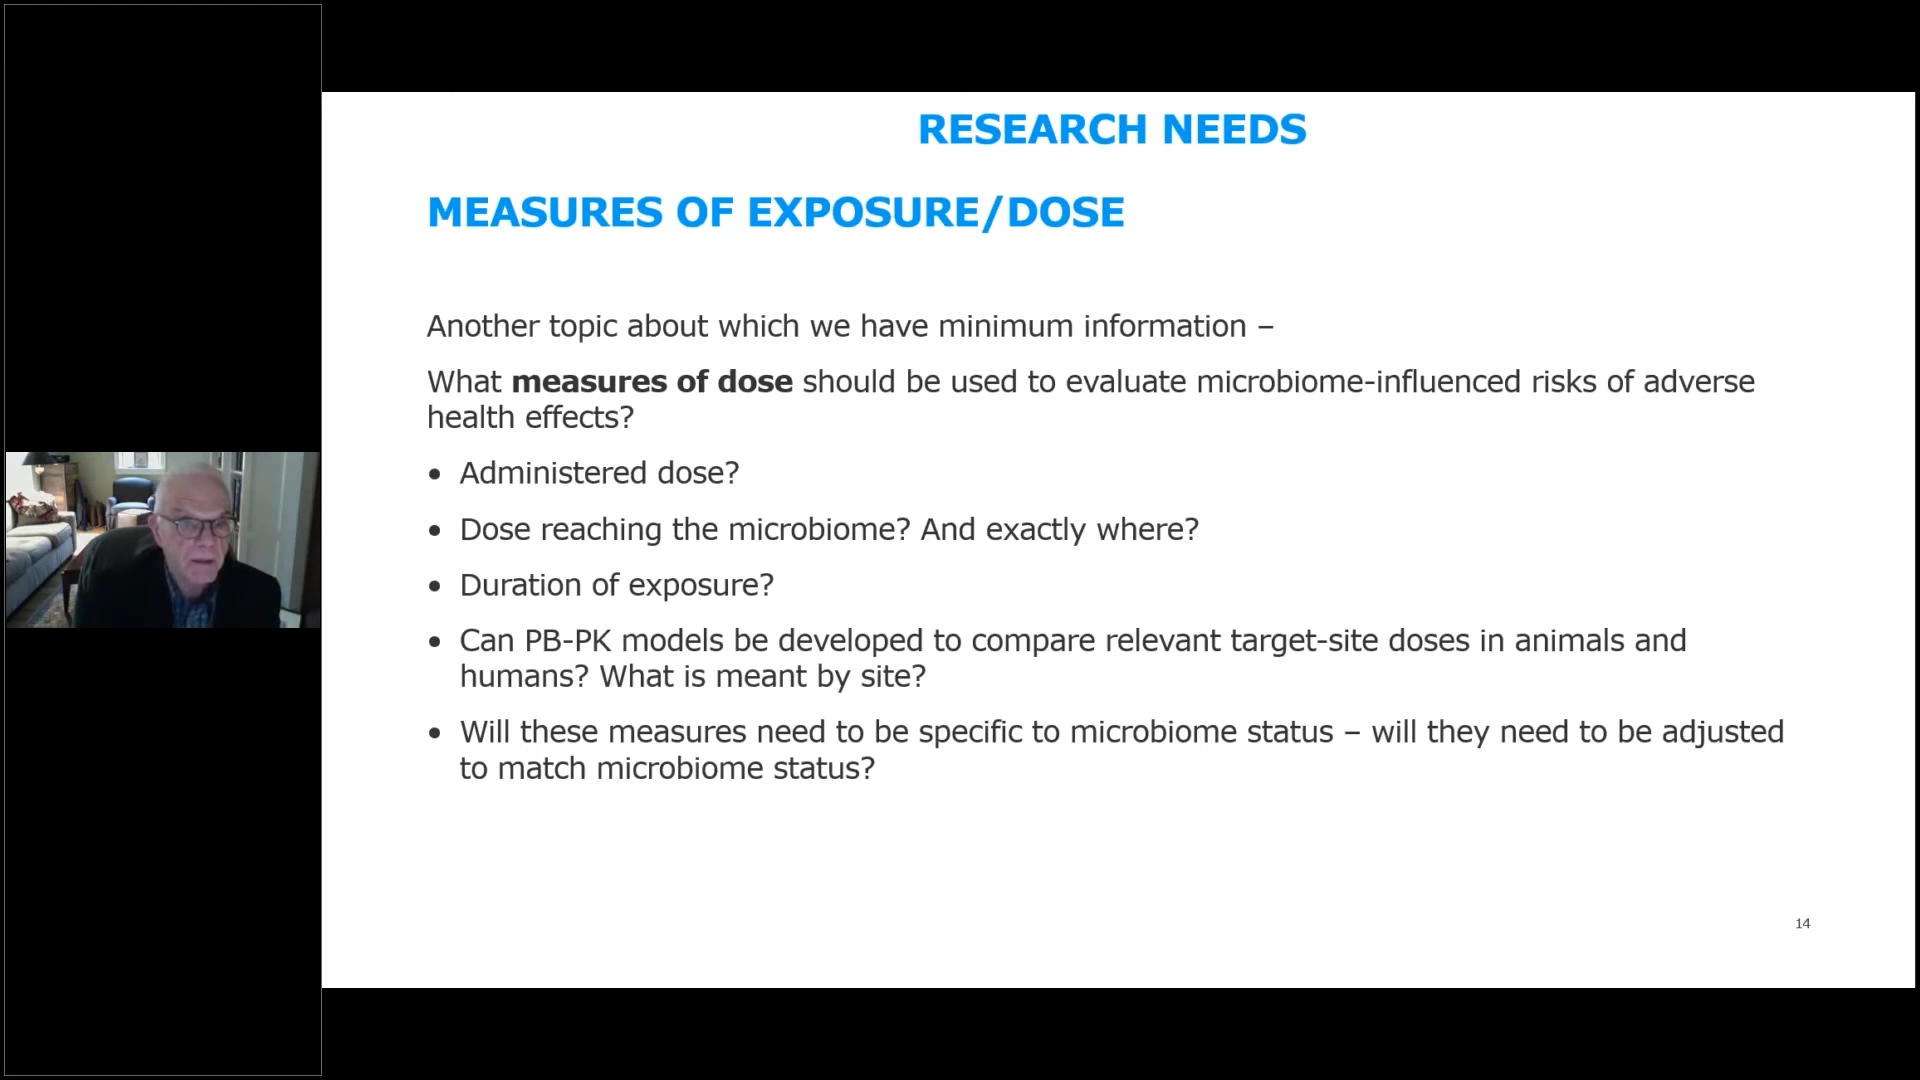 RESEARCH NEEDS
MEASURES OF EXPOSURE/DOSE
Another topic about which we have minimum information –
What measures of dose should be used to evaluate microbiome-influenced risks of adverse
health effects?
• Administered dose?
• Dose reaching the microbiome? And exactly where?
• Duration of exposure?
• Can PB-PK models be developed to compare relevant target-site doses in animals and
humans? What is meant by site?
• Will these measures need to be specific to microbiome status – will they need to be adjusted
to match microbiome status?
14